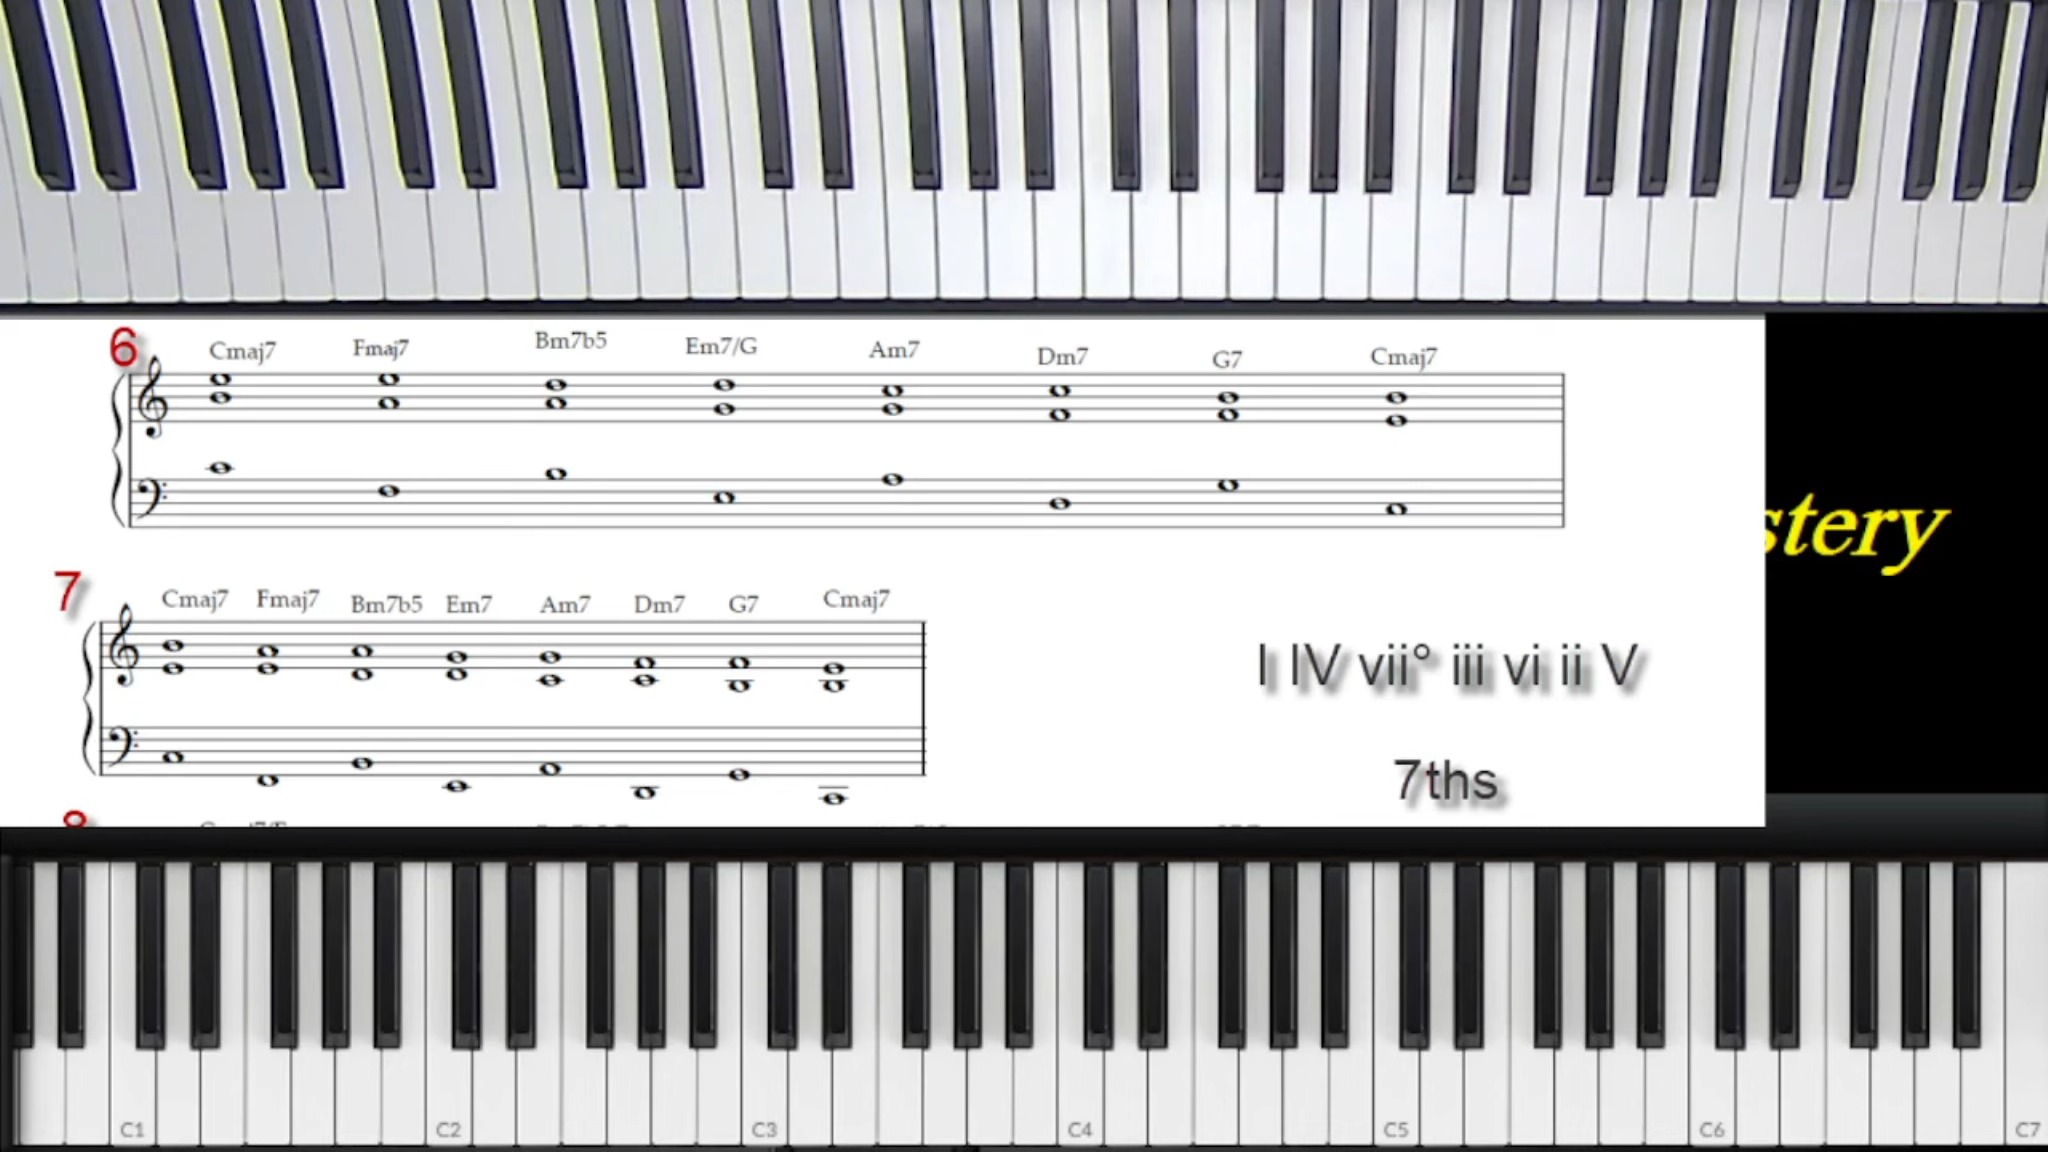 6
Cmaj7 Fmaj7 Bm7b5 Em7/G Am7 Dm7 G7 Cmaj7
stery
7
Cmaj7 Fmaj7 Bm7b5 Em7 Am7 Dm7 G7 Cmaj7
I IV vii° iii vi ii V
7ths
8
C1 C2 C3 C4 C5 C6 C7